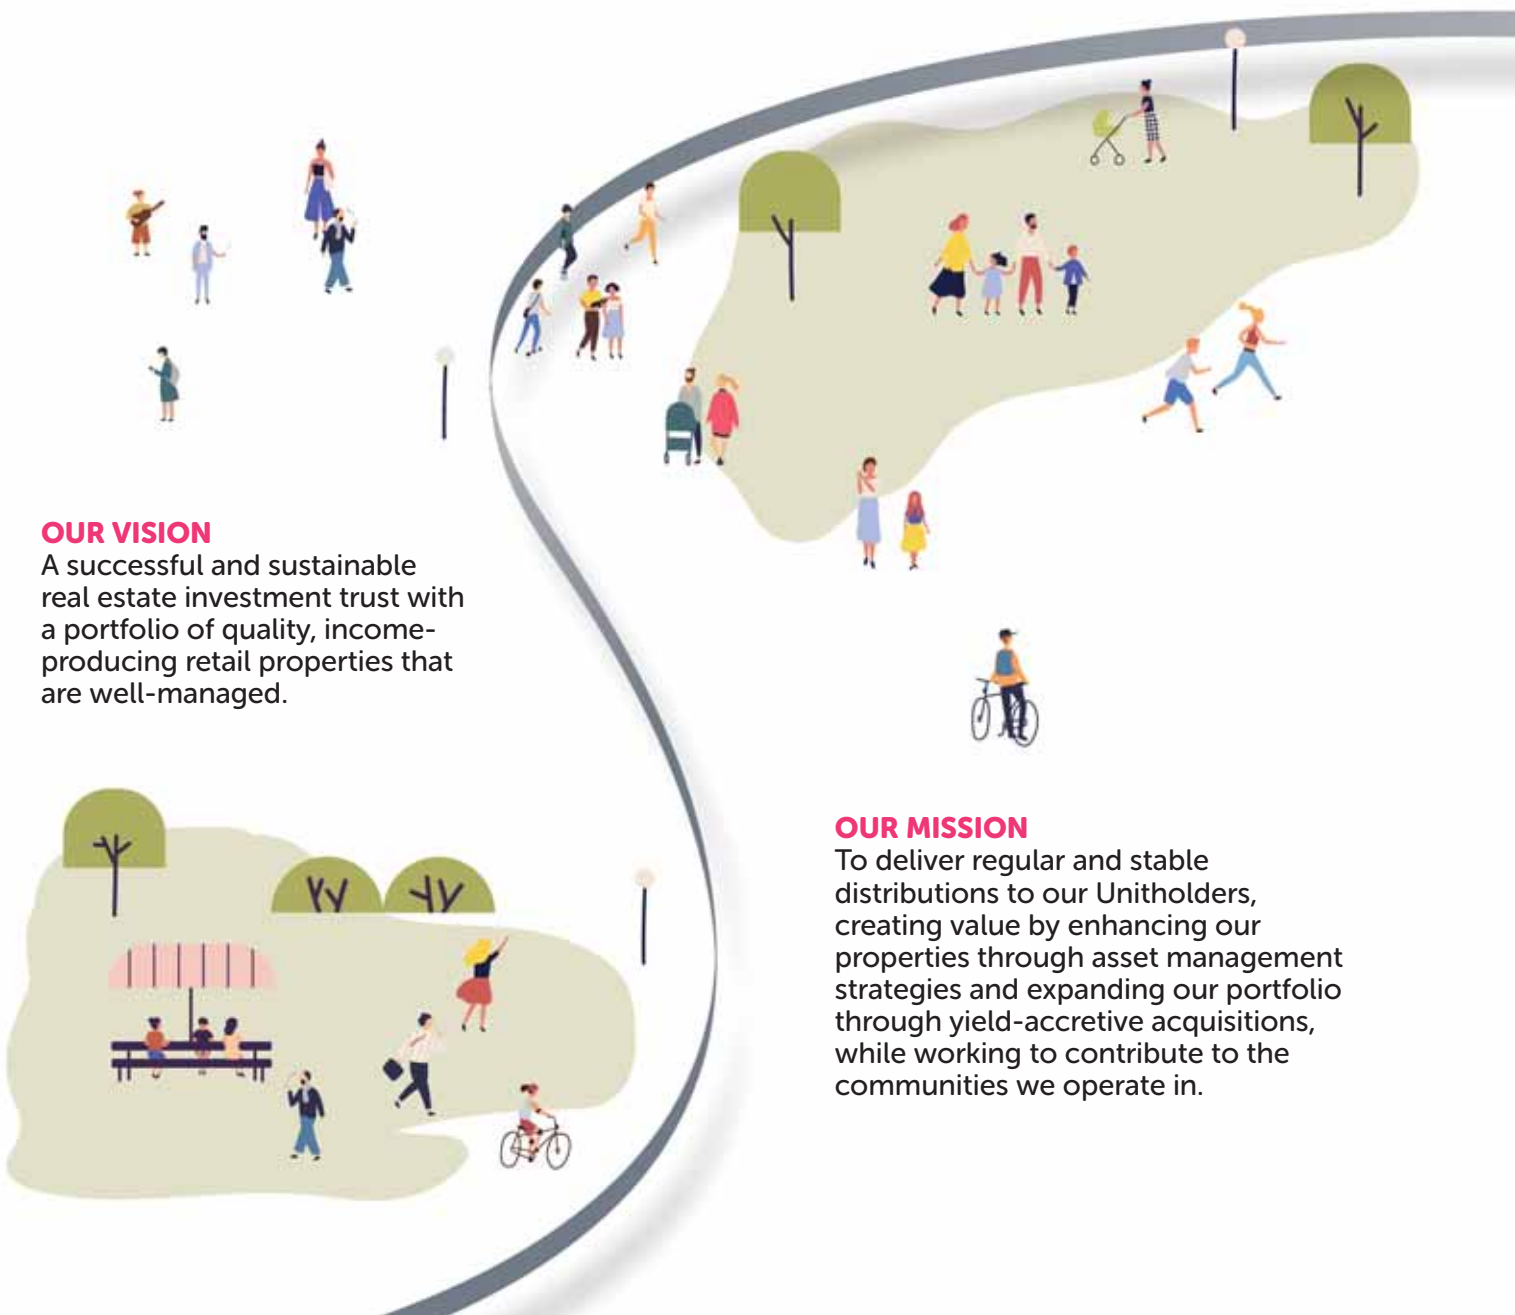 OUR VISION
A successful and sustainable
real estate investment trust with
a portfolio of quality, income-
producing retail properties that
are well-managed.
OUR MISSION
To deliver regular and stable
distributions to our Unitholders,
creating value by enhancing our
properties through asset management
strategies and expanding our portfolio
through yield-accretive acquisitions,
while working to contribute to the
communities we operate in.